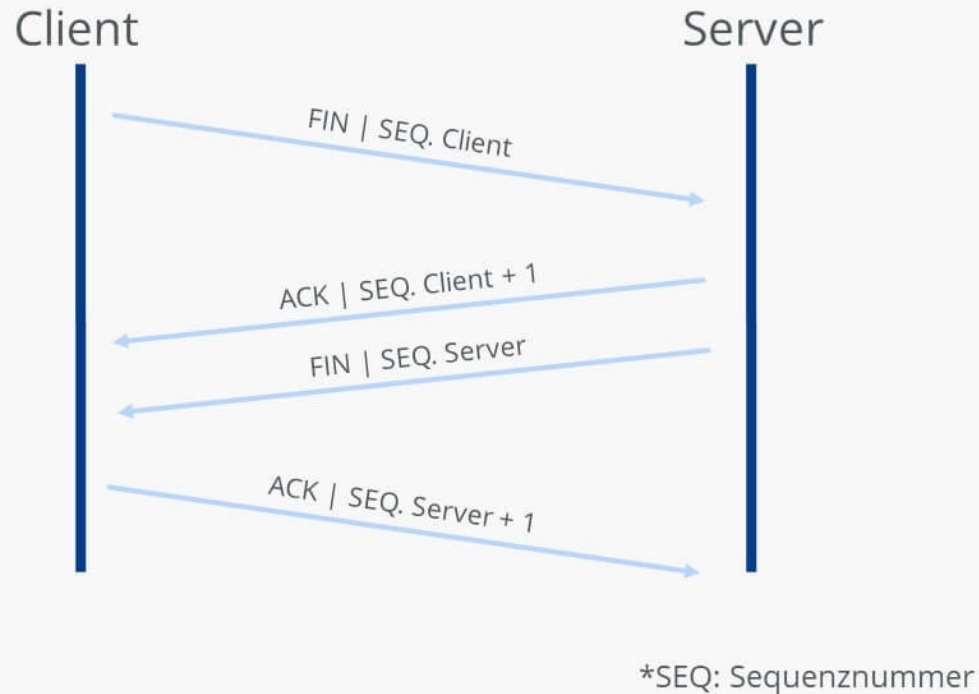 Client
Server
FIN | SEQ. Client
ACK | SEQ. Client + 1
FIN | SEQ. Server
ACK | SEQ. Server + 1
*SEQ: Sequenznummer